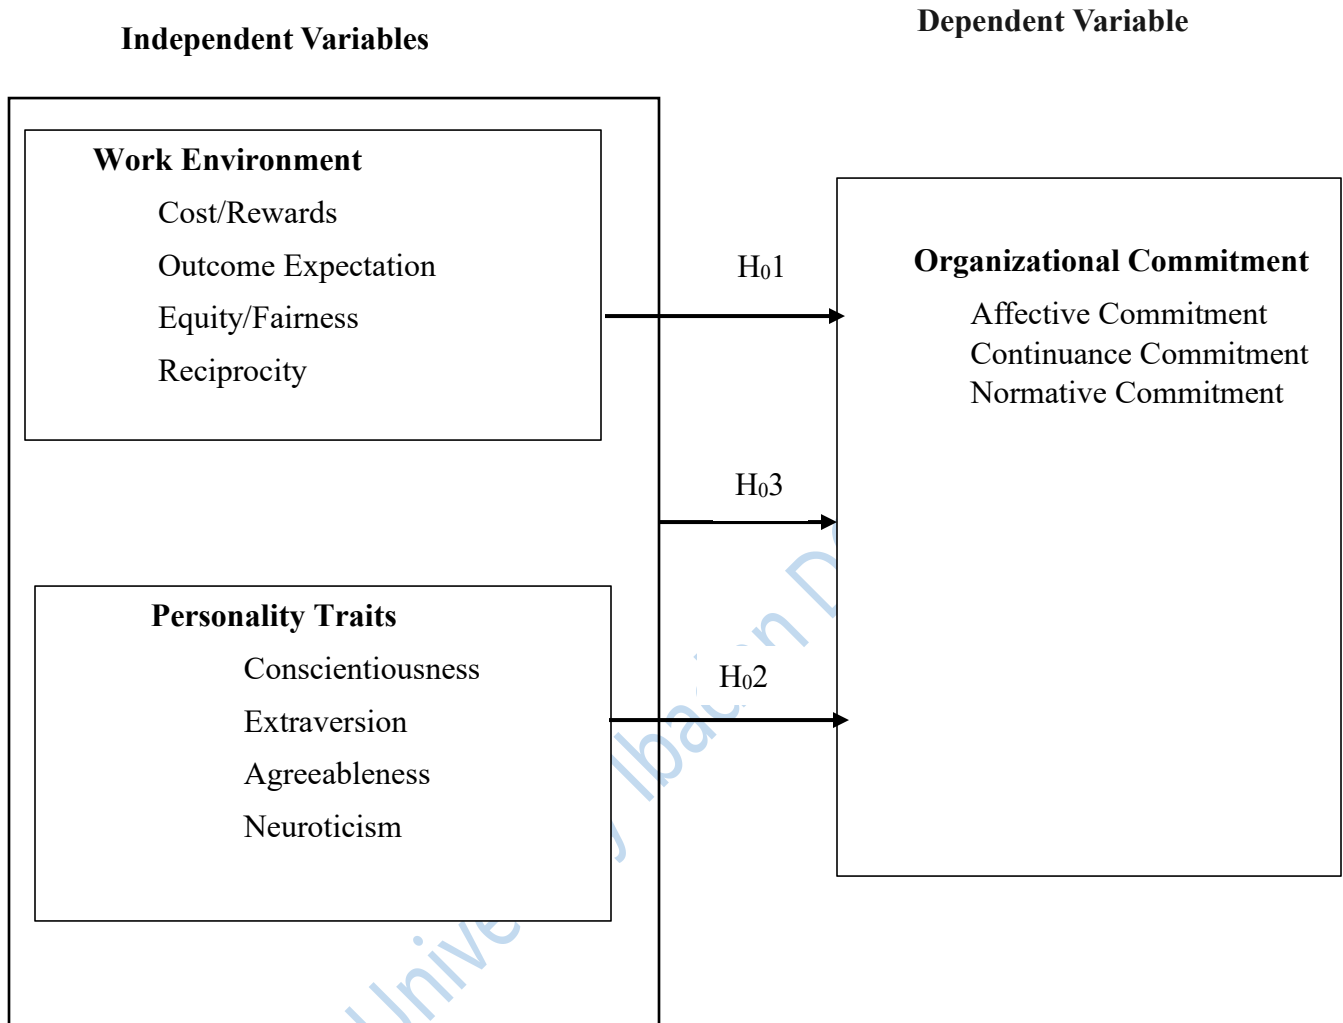 Independent Variables
Dependent Variable
Work Environment
Cost/Rewards
Outcome Expectation
Equity/Fairness
Reciprocity
H₀1
Organizational Commitment
Affective Commitment
Continuance Commitment
Normative Commitment
H₀3
Personality Traits
Conscientiousness
Extraversion
Agreeableness
Neuroticism
H₀2